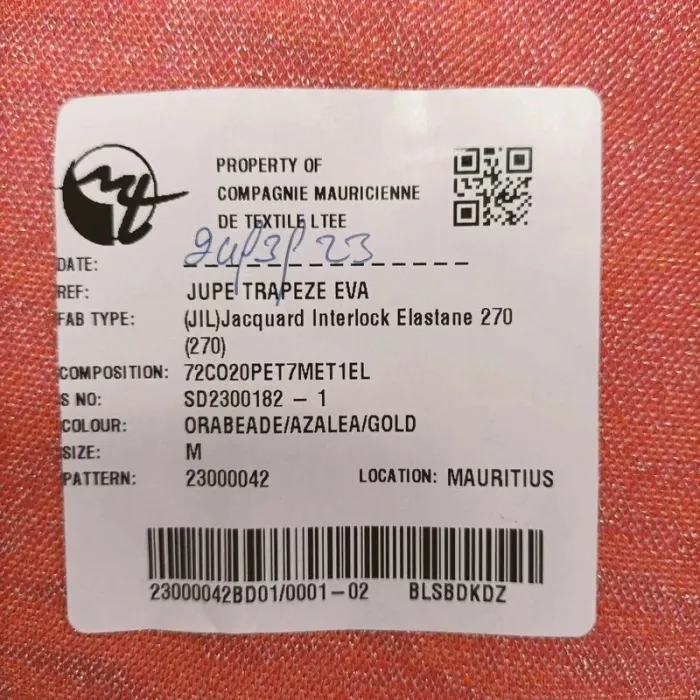 PROPERTY OF
COMPAGNIE MAURICIENNE
DE TEXTILE LTEE
DATE: 24/3/23
REF: JUPE TRAPEZE EVA
FAB TYPE: (JIL)Jacquard Interlock Elastane 270
(270)
COMPOSITION: 72CO20PET7MET1EL
S NO: SD2300182 – 1
COLOUR: ORABEADE/AZALEA/GOLD
SIZE: M
PATTERN: 23000042 LOCATION: MAURITIUS
23000042BD01/0001–02 BLSBDKDZ